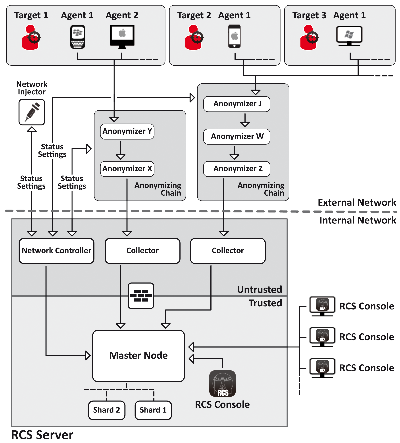 Target 1 Agent 1 Agent 2
Target 2 Agent 1
Target 3 Agent 1
Network
Injector
Anonymizer J
Anonymizer Y
Anonymizer W
Status
Settings
Anonymizer X
Anonymizer Z
Status
Settings
Status
Settings
Anonymizing
Chain
Anonymizing
Chain
External Network
Internal Network
Network Controller
Collector
Collector
Untrusted
Trusted
RCS Console
RCS Console
Master Node
RCS Console
RCS
RCS Console
Shard 2
Shard 1
RCS Server